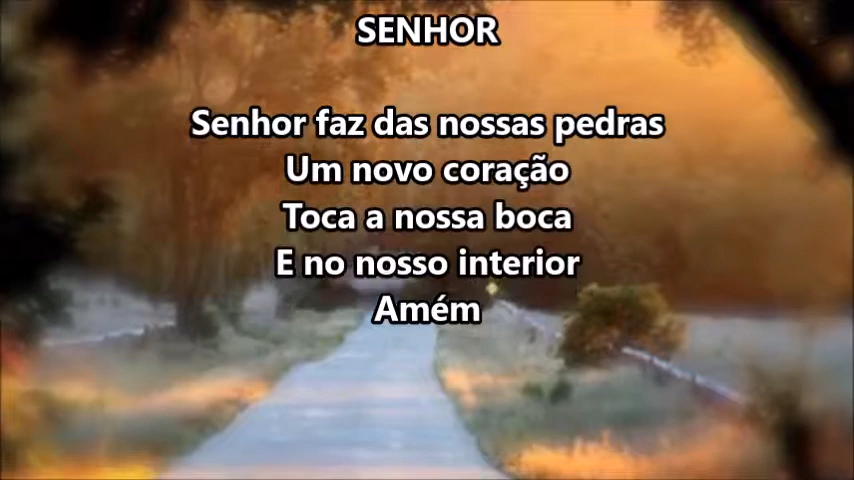 SENHOR
Senhor faz das nossas pedras
Um novo coração
Toca a nossa boca
E no nosso interior
Amém